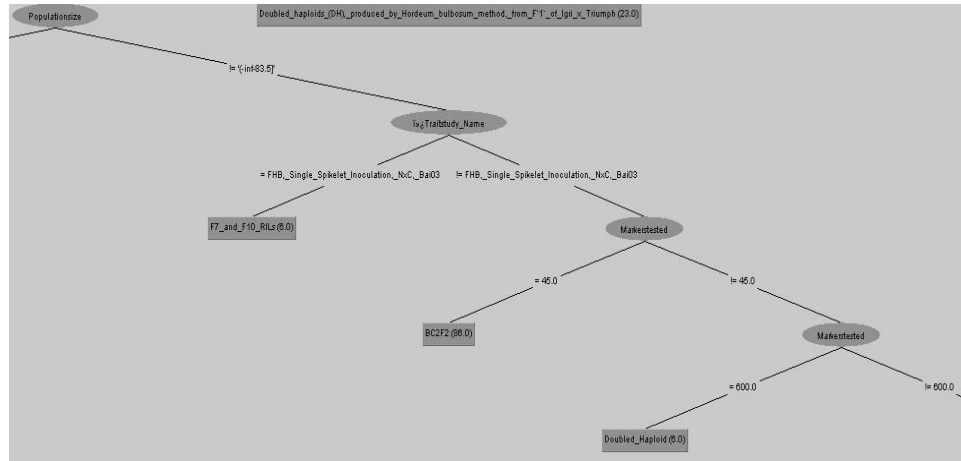 Populationsize
Doubled_haploids_(DH),_produced_by_Hordeum_bulbosum_method,_from_F'1'_of_Igri_x_Triumph (23.0)
!= '(-inf-83.5]'
ï»¿Traitstudy_Name
= FHB,_Single_Spikelet_Inoculation,_NxC,_Bai03
!= FHB,_Single_Spikelet_Inoculation,_NxC,_Bai03
F7_and_F10_RILs (6.0)
Markerstested
= 45.0
!= 45.0
BC2F2 (86.0)
Markerstested
= 600.0
!= 600.0
Doubled_Haploid (6.0)